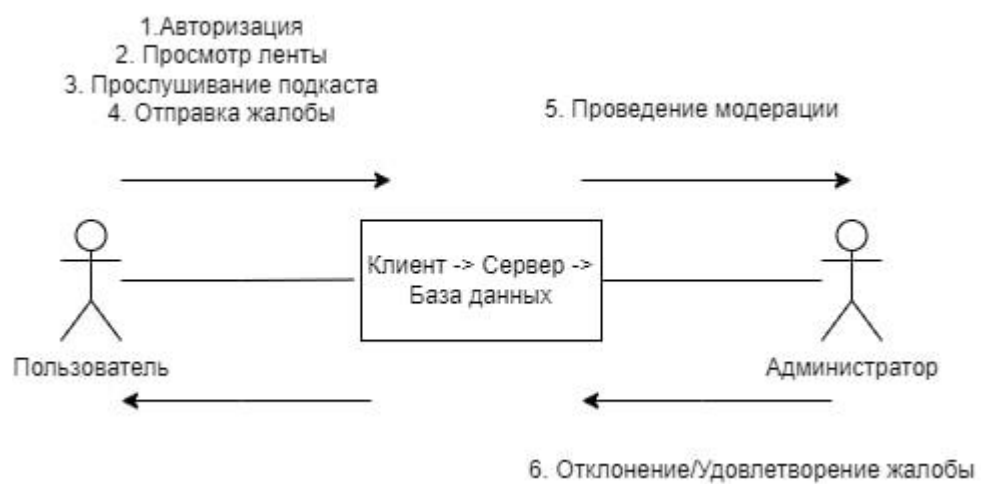 1.Авторизация
2. Просмотр ленты
3. Прослушивание подкаста
4. Отправка жалобы
5. Проведение модерации
Клиент -> Сервер ->
База данных
Пользователь
Администратор
6. Отклонение/Удовлетворение жалобы